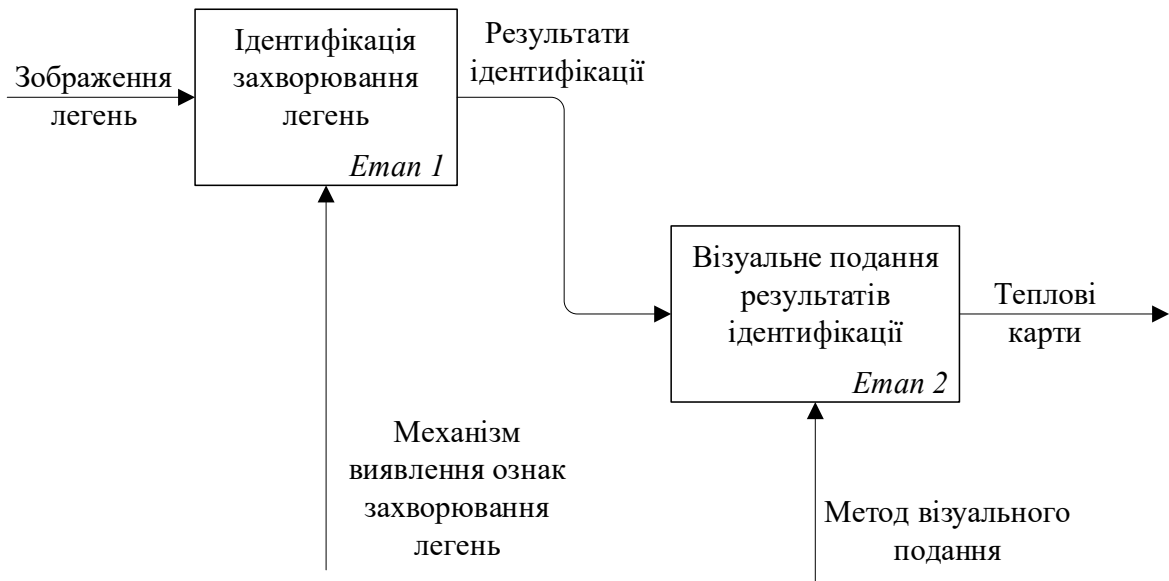 Зображення
легень
Ідентифікація
захворювання
легень
Етап 1
Результати
ідентифікації
Візуальне подання
результатів
ідентифікації
Етап 2
Теплові
карти
Механізм
виявлення ознак
захворювання
легень
Метод візуального
подання